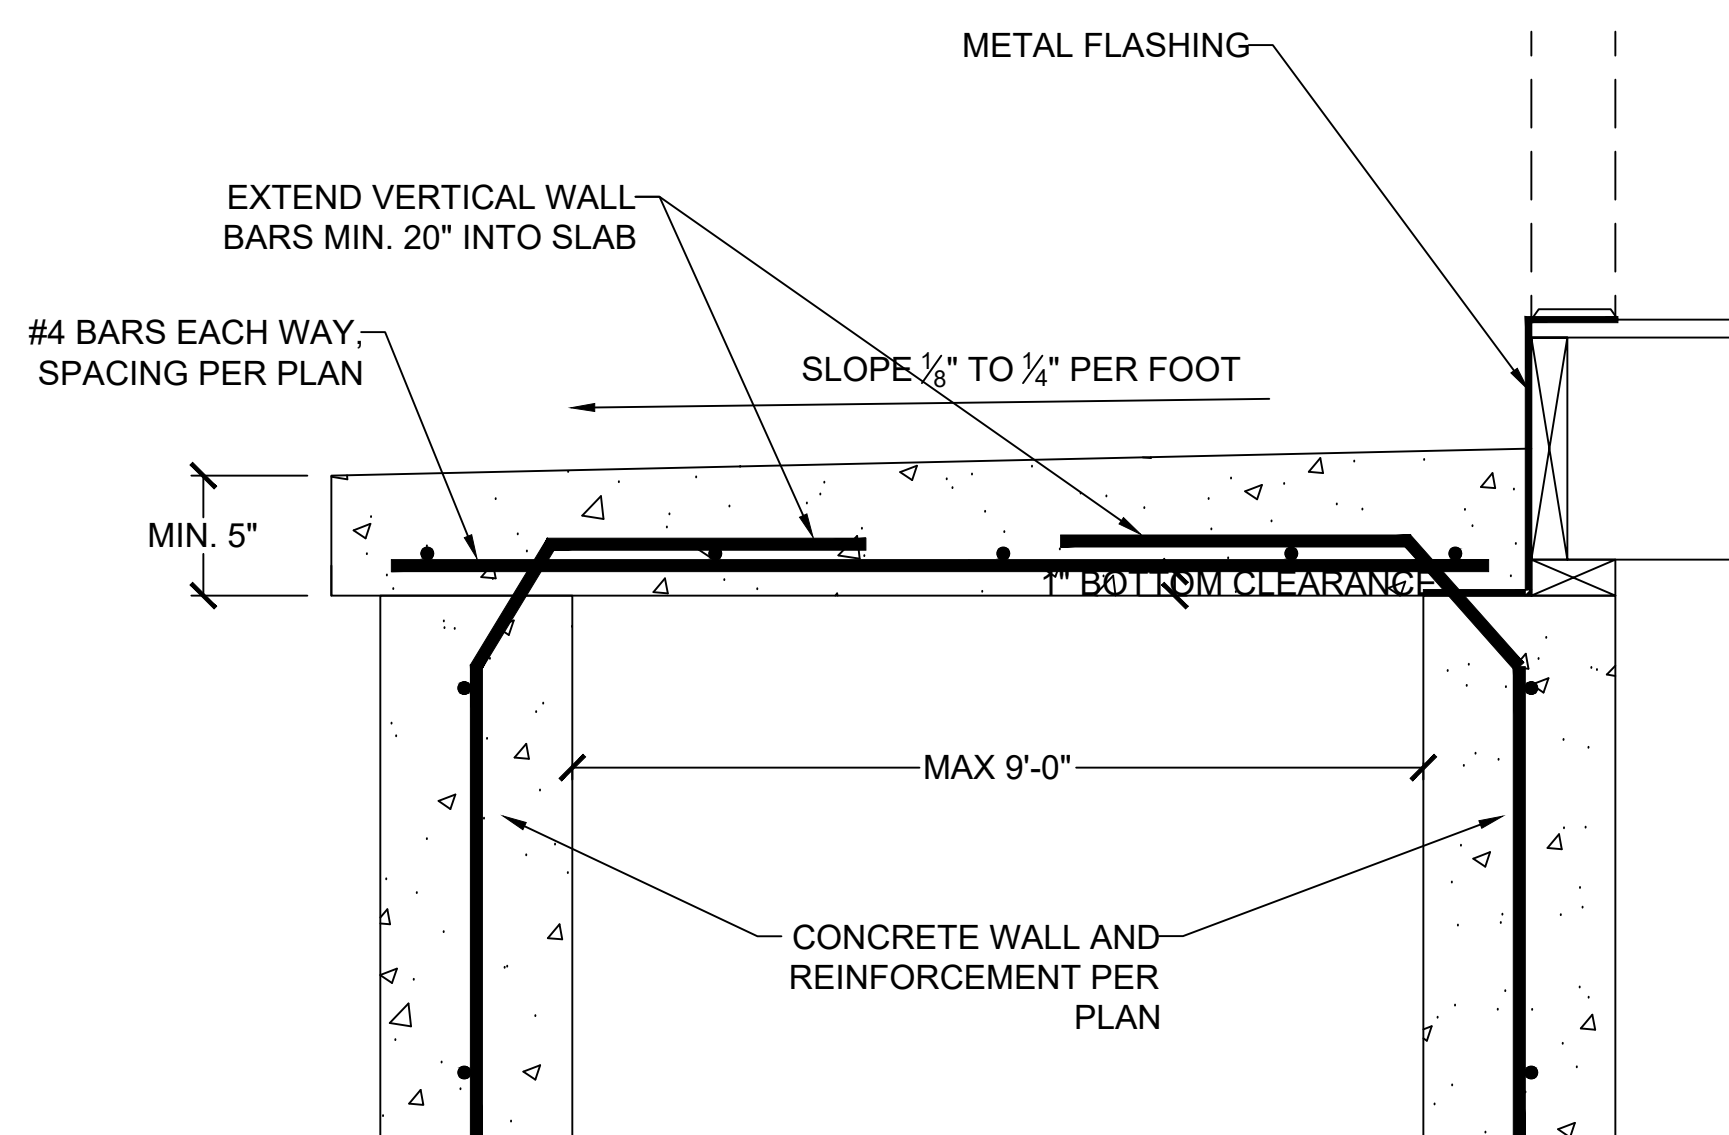 METAL FLASHING
EXTEND VERTICAL WALL
BARS MIN. 20" INTO SLAB
#4 BARS EACH WAY,
SPACING PER PLAN
SLOPE ⅛" TO ¼" PER FOOT
MIN. 5"
1" BOTTOM CLEARANCE
MAX 9'-0"
CONCRETE WALL AND
REINFORCEMENT PER
PLAN